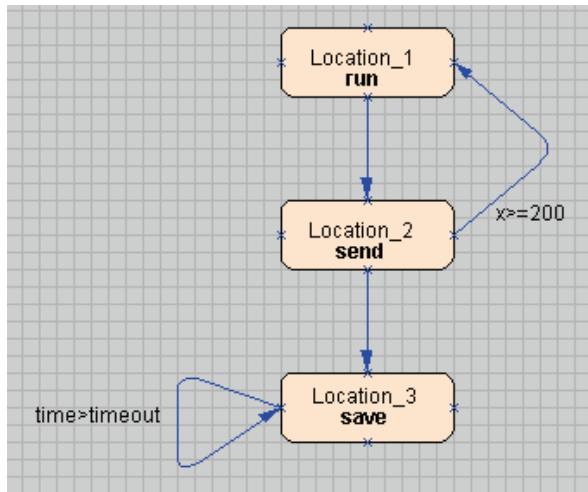 Location_1
run
x>=200
Location_2
send
Location_3
save
time>timeout